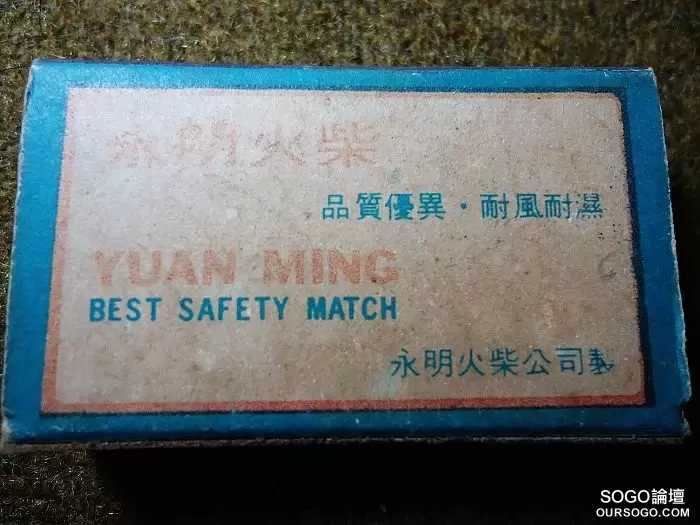 永明火柴
品質優異・耐風耐濕
YUAN MING
BEST SAFETY MATCH
永明火柴公司製
SOGO論壇
OURSOGO.COM